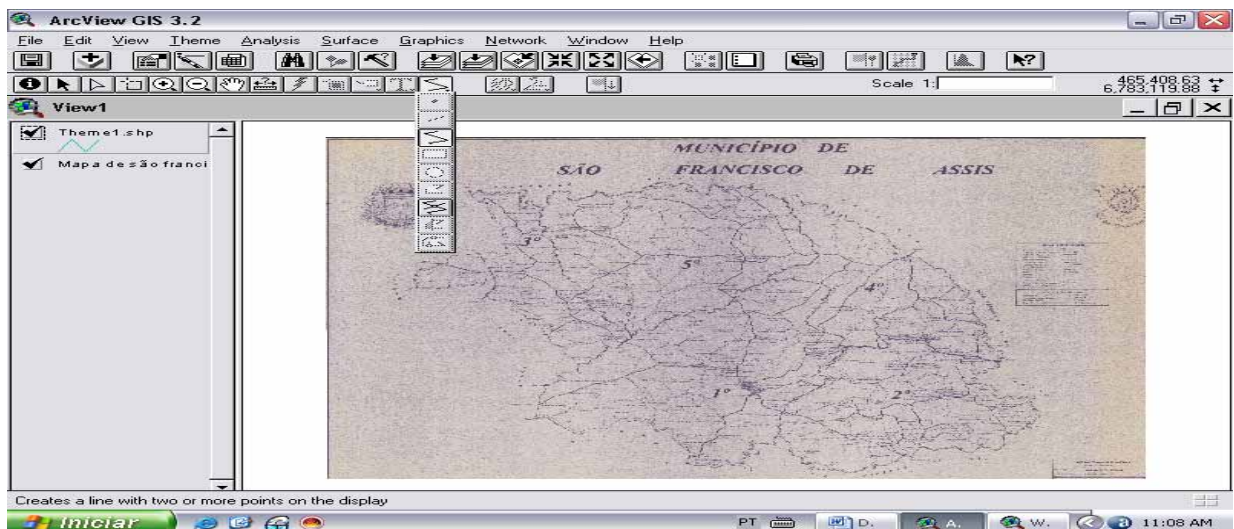 ArcView GIS 3.2
File Edit View Theme Analysis Surface Graphics Network Window Help
Scale 1:
465,408.63
6,783,119.88
View1
Theme1.shp
Mapa de são franci
MUNICÍPIO DE
SÃO FRANCISCO DE ASSIS
3º
5º
4º
1º
2º
Creates a line with two or more points on the display
Iniciar
PT
D.
A.
W.
11:08 AM